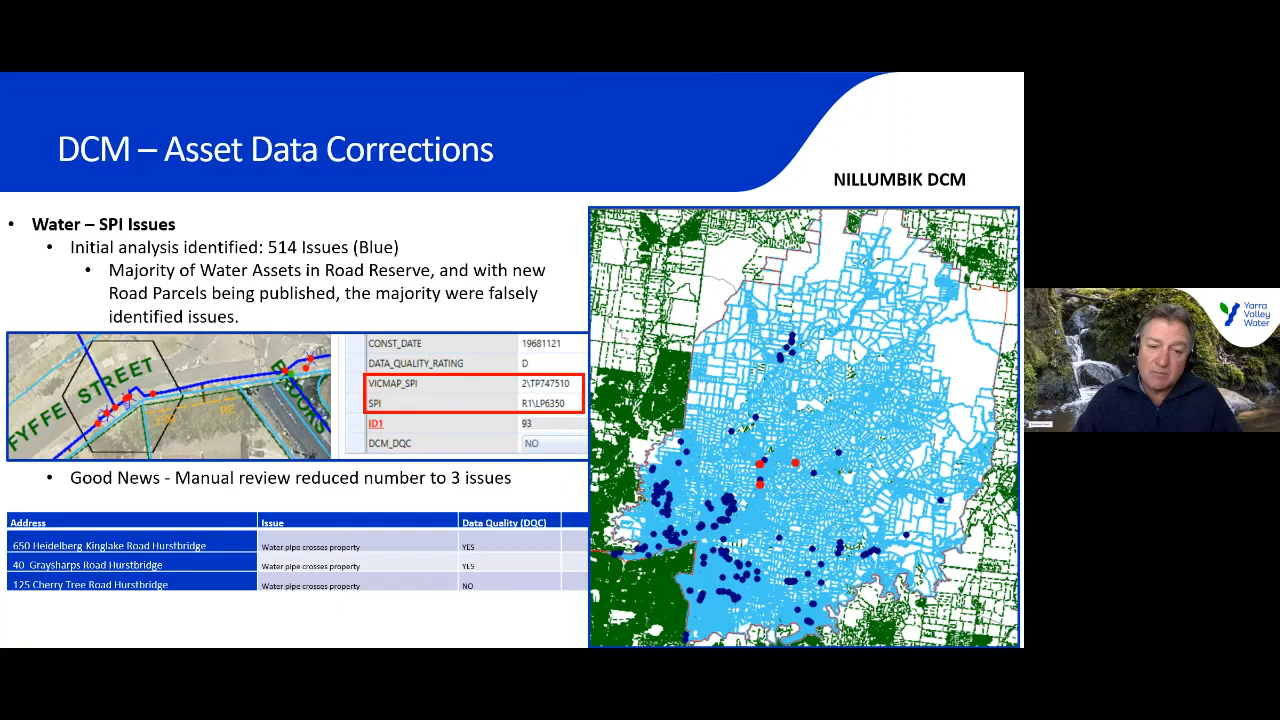 DCM – Asset Data Corrections
NILLUMBIK DCM
• Water – SPI Issues
• Initial analysis identified: 514 Issues (Blue)
• Majority of Water Assets in Road Reserve, and with new
Road Parcels being published, the majority were falsely
identified issues.
FYFFE STREET
CONST_DATE 19681121
DATA_QUALITY_RATING D
VICMAP_SPI 2\TP747510
SPI R1\LP6350
ID1 93
DCM_DQC NO
• Good News - Manual review reduced number to 3 issues
Address Issue Data Quality (DQC)
650 Heidelberg Kinglake Road Hurstbridge Water pipe crosses property YES
40 Graysharps Road Hurstbridge Water pipe crosses property YES
125 Cherry Tree Road Hurstbridge Water pipe crosses property NO
Yarra
Valley
Water